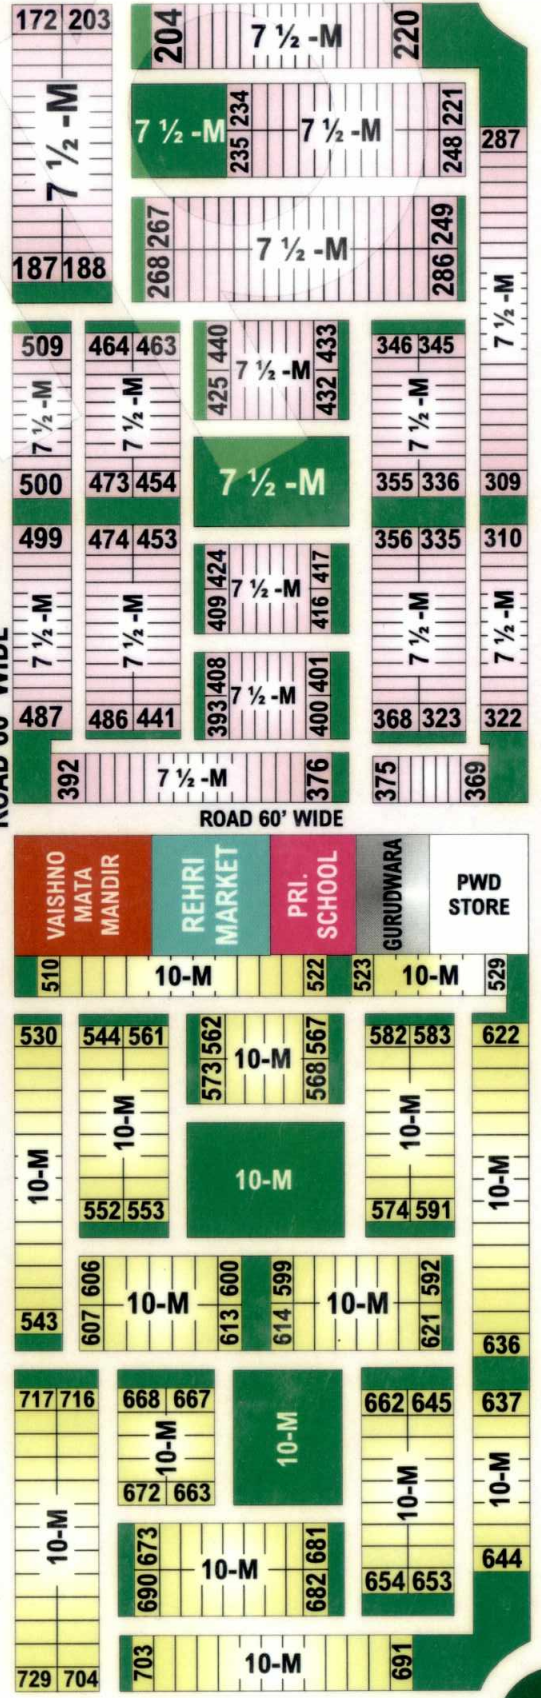 172 203
7 ½ -M
187 188
204
7 ½ -M
220
7 ½ -M
234
235
7 ½ -M
221
248
287
7 ½ -M
309
267
268
7 ½ -M
249
286
509
7 ½ -M
500
464 463
7 ½ -M
473 454
440
425
7 ½ -M
433
432
346 345
7 ½ -M
355 336
7 ½ -M
499
7 ½ -M
487
474 453
7 ½ -M
486 441
424
409
7 ½ -M
417
416
356 335
7 ½ -M
368 323
310
7 ½ -M
322
408
393
7 ½ -M
401
400
392
7 ½ -M
376
375
369
ROAD 60' WIDE
ROAD 60' WIDE
VAISHNO
MATA
MANDIR
REHRI
MARKET
PRI.
SCHOOL
GURUDWARA
PWD
STORE
510
10-M
522
523
10-M
529
530
10-M
543
544 561
10-M
552 553
562
573
10-M
567
568
582 583
10-M
574 591
622
10-M
636
10-M
606
607
10-M
600
613
599
614
10-M
592
621
717 716
10-M
729 704
668 667
10-M
672 663
10-M
662 645
10-M
654 653
637
10-M
644
673
690
10-M
681
682
703
10-M
691